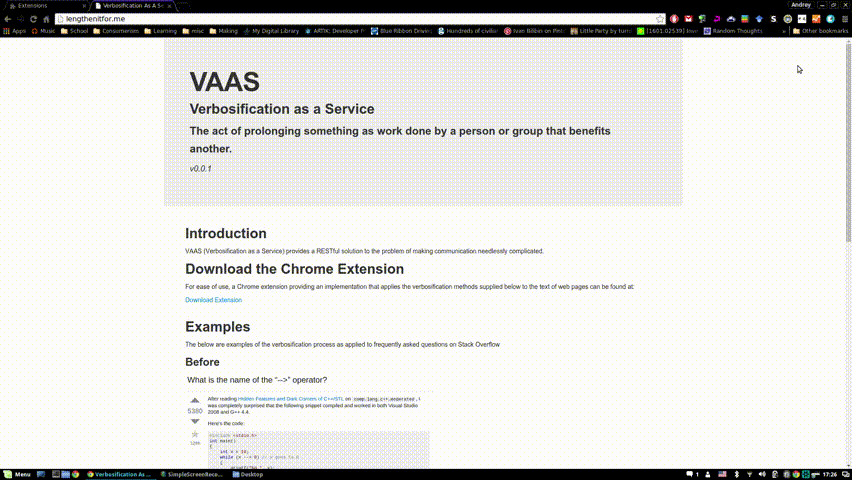 Extensions
Verbosification As A Se
Andrey
lengthenitfor.me
Apps Music School Consumerism Learning misc Making My Digital Library ARTIK: Developer F Blue Ribbon Driven Hundreds of civiliz Ivan Bilibin on Pin Little Party by turn [1601.02539] Inves Random Thoughts » Other bookmarks
VAAS
Verbosification as a Service
The act of prolonging something as work done by a person or group that benefits
another.
v0.0.1
Introduction
VAAS (Verbosification as a Service) provides a RESTful solution to the problem of making communication needlessly complicated.
Download the Chrome Extension
For ease of use, a Chrome extension providing an implementation that applies the verbosification methods supplied below to the text of web pages can be found at:
Download Extension
Examples
The below are examples of the verbosification process as applied to frequently asked questions on Stack Overflow
Before
What is the name of the "-->" operator?
After reading Hidden Features and Dark Corners of C++/STL on comp.lang.c++.moderated, I
was completely surprised that the following snippet compiled and worked in both Visual Studio
2008 and G++ 4.4.
5380
Here's the code:
#include <stdio.h>
int main()
{
int x = 10;
while (x --> 0) // x goes to 0
{
Menu
Verbosification As ...
SimpleScreenReco...
Desktop
1
17:26